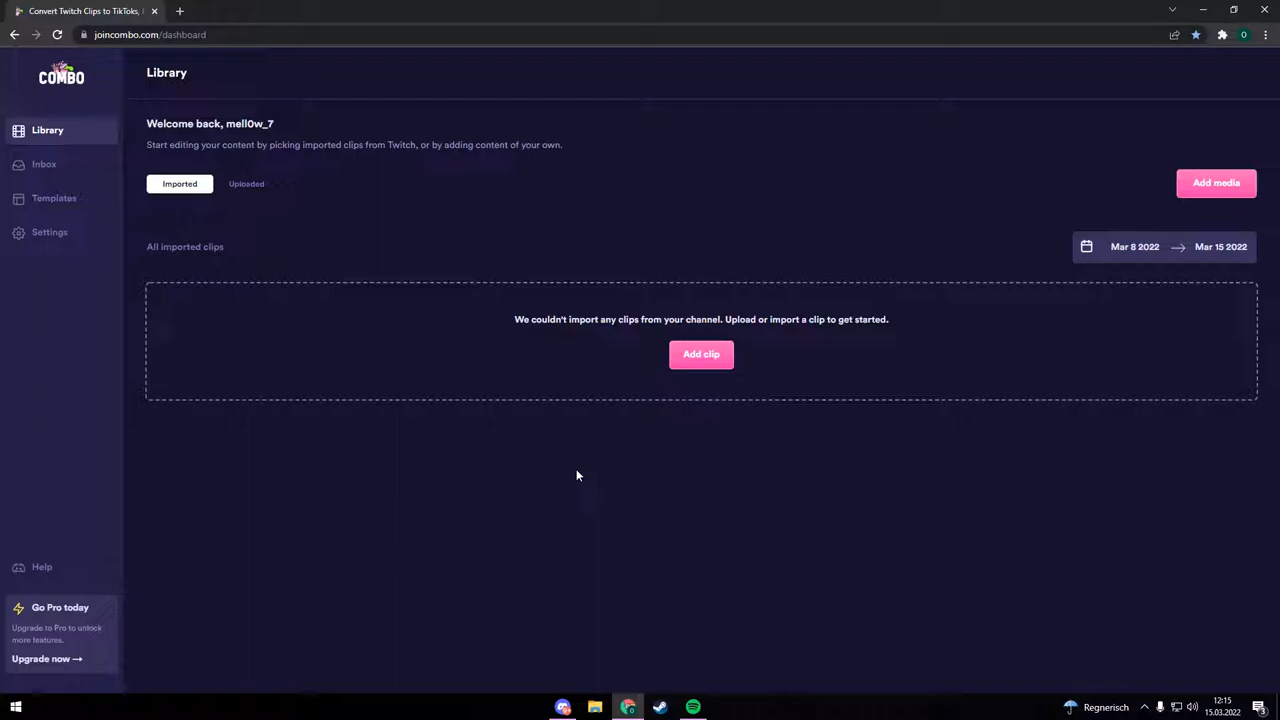 Convert Twitch Clips to TikToks, I
joincombo.com/dashboard
O
COMBO
Library
Library
Inbox
Templates
Settings
Welcome back, mell0w_7
Start editing your content by picking imported clips from Twitch, or by adding content of your own.
Imported
Uploaded
Add media
All imported clips
Mar 8 2022 → Mar 15 2022
We couldn't import any clips from your channel. Upload or import a clip to get started.
Add clip
Help
Go Pro today
Upgrade to Pro to unlock
more features.
Upgrade now →
Regnerisch
12:15
15.03.2022